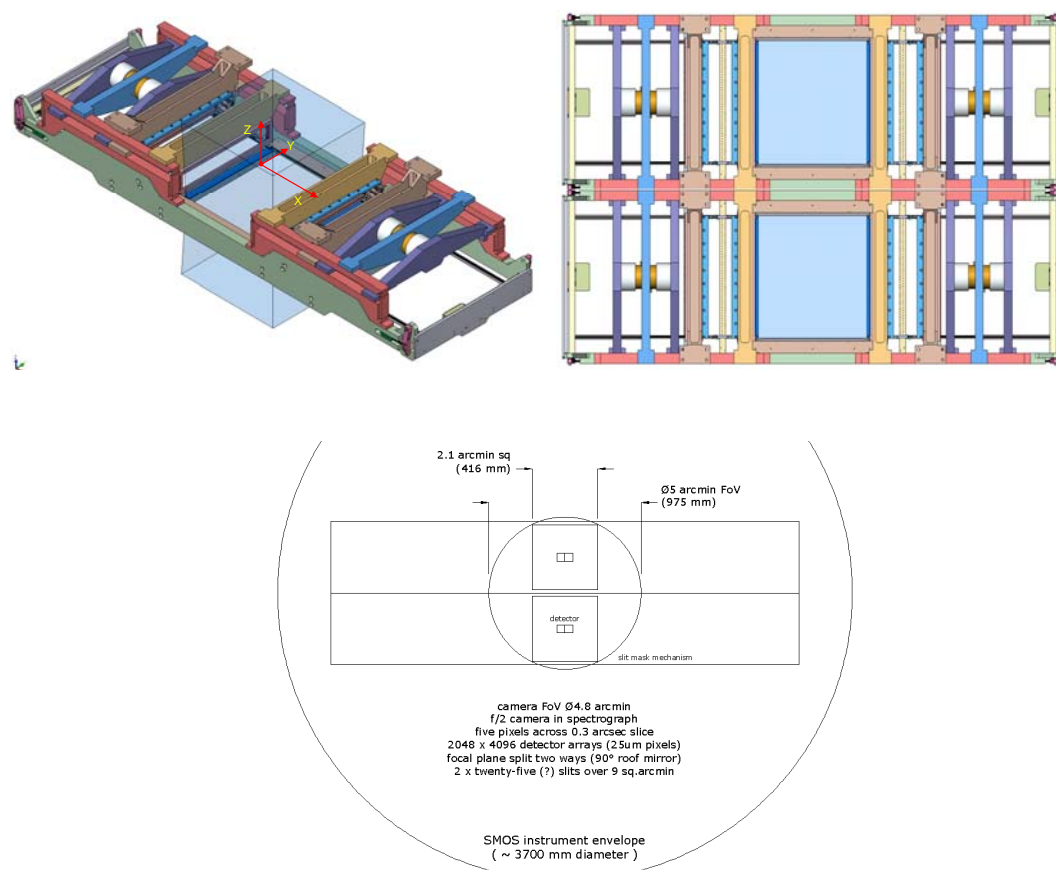 Z
Y
X
2.1 arcmin sq
(416 mm)
Ø5 arcmin FoV
(975 mm)
detector
slit mask mechanism
camera FoV Ø4.8 arcmin
f/2 camera in spectrograph
five pixels across 0.3 arcsec slice
2048 x 4096 detector arrays (25um pixels)
focal plane split two ways (90° roof mirror)
2 x twenty-five (?) slits over 9 sq.arcmin
SMOS instrument envelope
( ~ 3700 mm diameter )